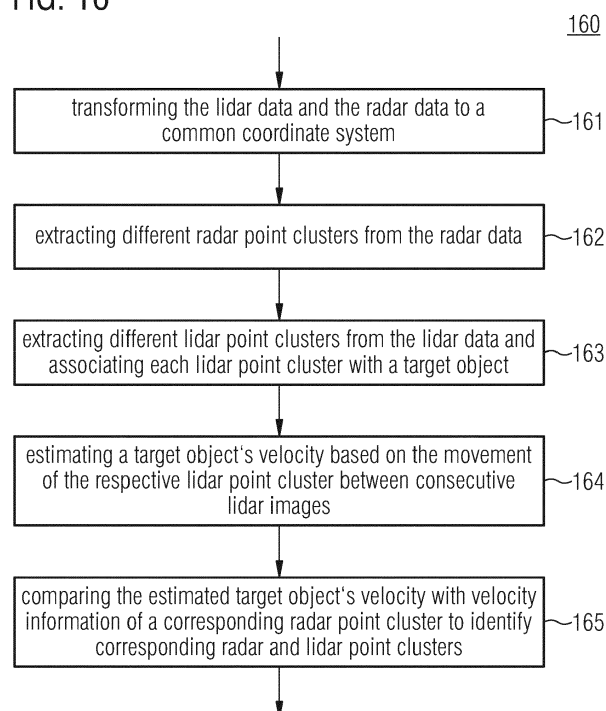 FIG. 16
160
transforming the lidar data and the radar data to a
common coordinate system
161
extracting different radar point clusters from the radar data
162
extracting different lidar point clusters from the lidar data and
associating each lidar point cluster with a target object
163
estimating a target object's velocity based on the movement
of the respective lidar point cluster between consecutive
lidar images
164
comparing the estimated target object's velocity with velocity
information of a corresponding radar point cluster to identify
corresponding radar and lidar point clusters
165